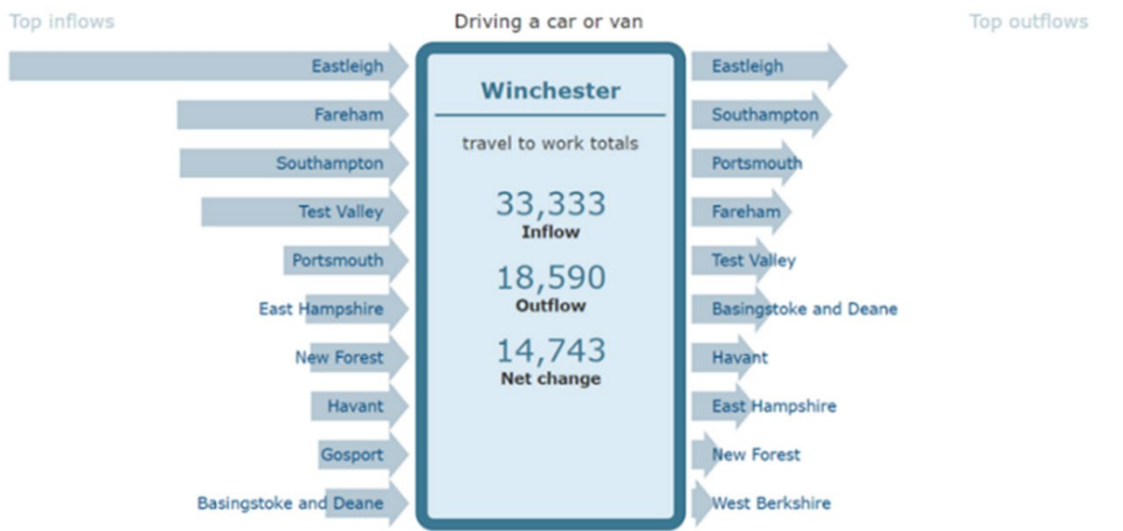 Top inflows
Driving a car or van
Top outflows
Eastleigh
Fareham
Southampton
Test Valley
Portsmouth
East Hampshire
New Forest
Havant
Gosport
Basingstoke and Deane
Winchester
travel to work totals
33,333
Inflow
18,590
Outflow
14,743
Net change
Eastleigh
Southampton
Portsmouth
Fareham
Test Valley
Basingstoke and Deane
Havant
East Hampshire
New Forest
West Berkshire